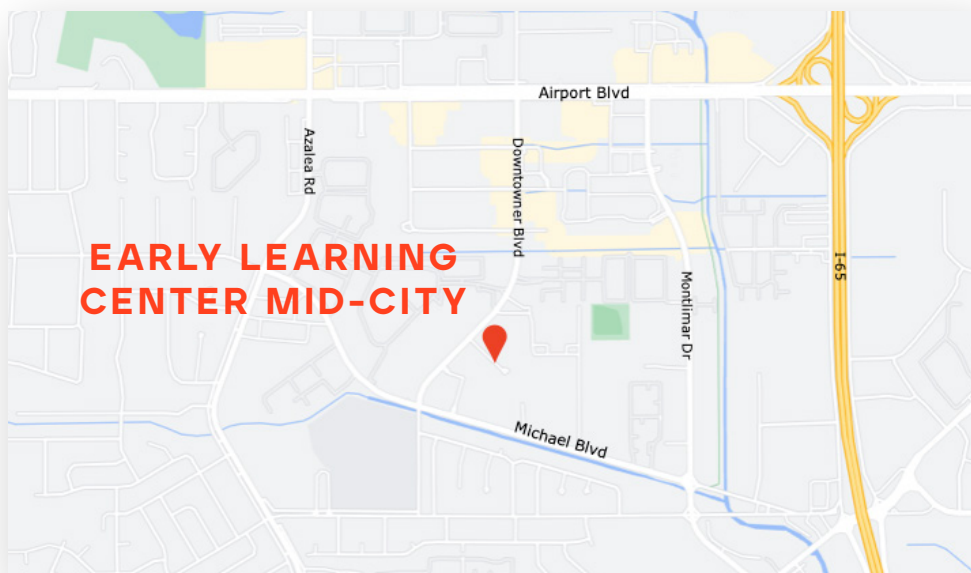 Airport Blvd
Azalea Rd
Downtowner Blvd
EARLY LEARNING
CENTER MID-CITY
I-65
Montlimar Dr
Michael Blvd